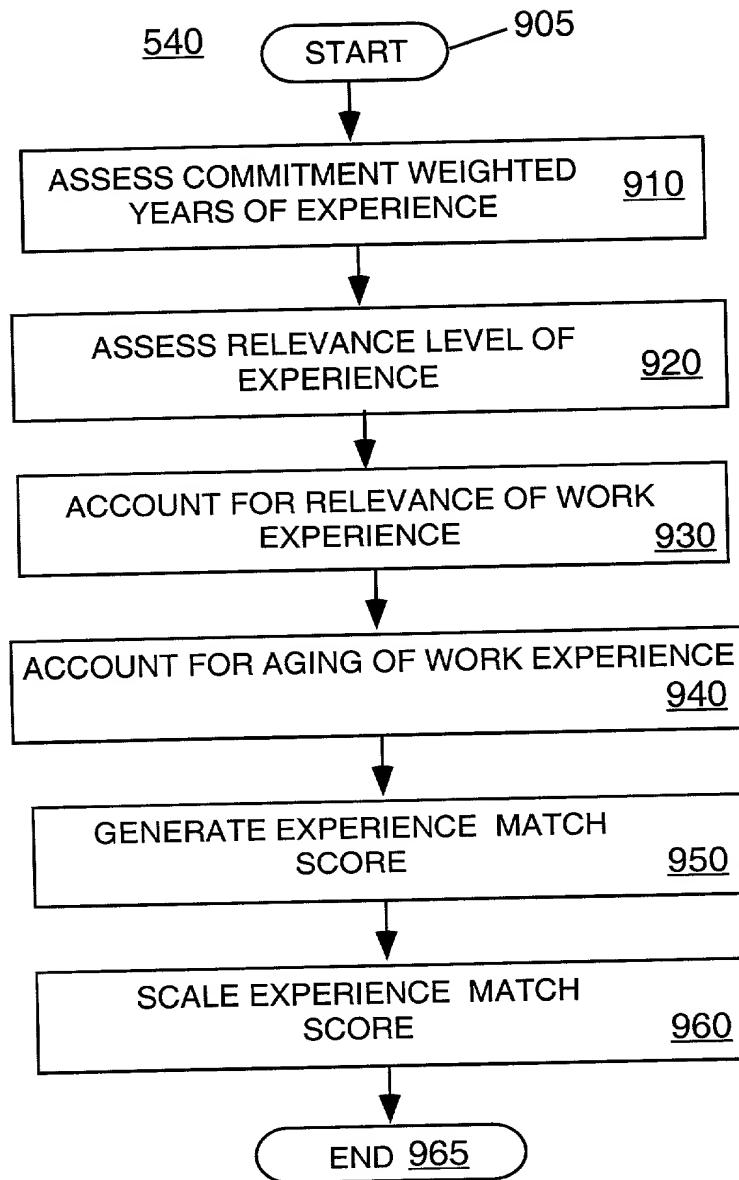 540
START
905
ASSESS COMMITMENT WEIGHTED
YEARS OF EXPERIENCE
910
ASSESS RELEVANCE LEVEL OF
EXPERIENCE
920
ACCOUNT FOR RELEVANCE OF WORK
EXPERIENCE
930
ACCOUNT FOR AGING OF WORK EXPERIENCE
940
GENERATE EXPERIENCE MATCH
SCORE
950
SCALE EXPERIENCE MATCH
SCORE
960
END 965